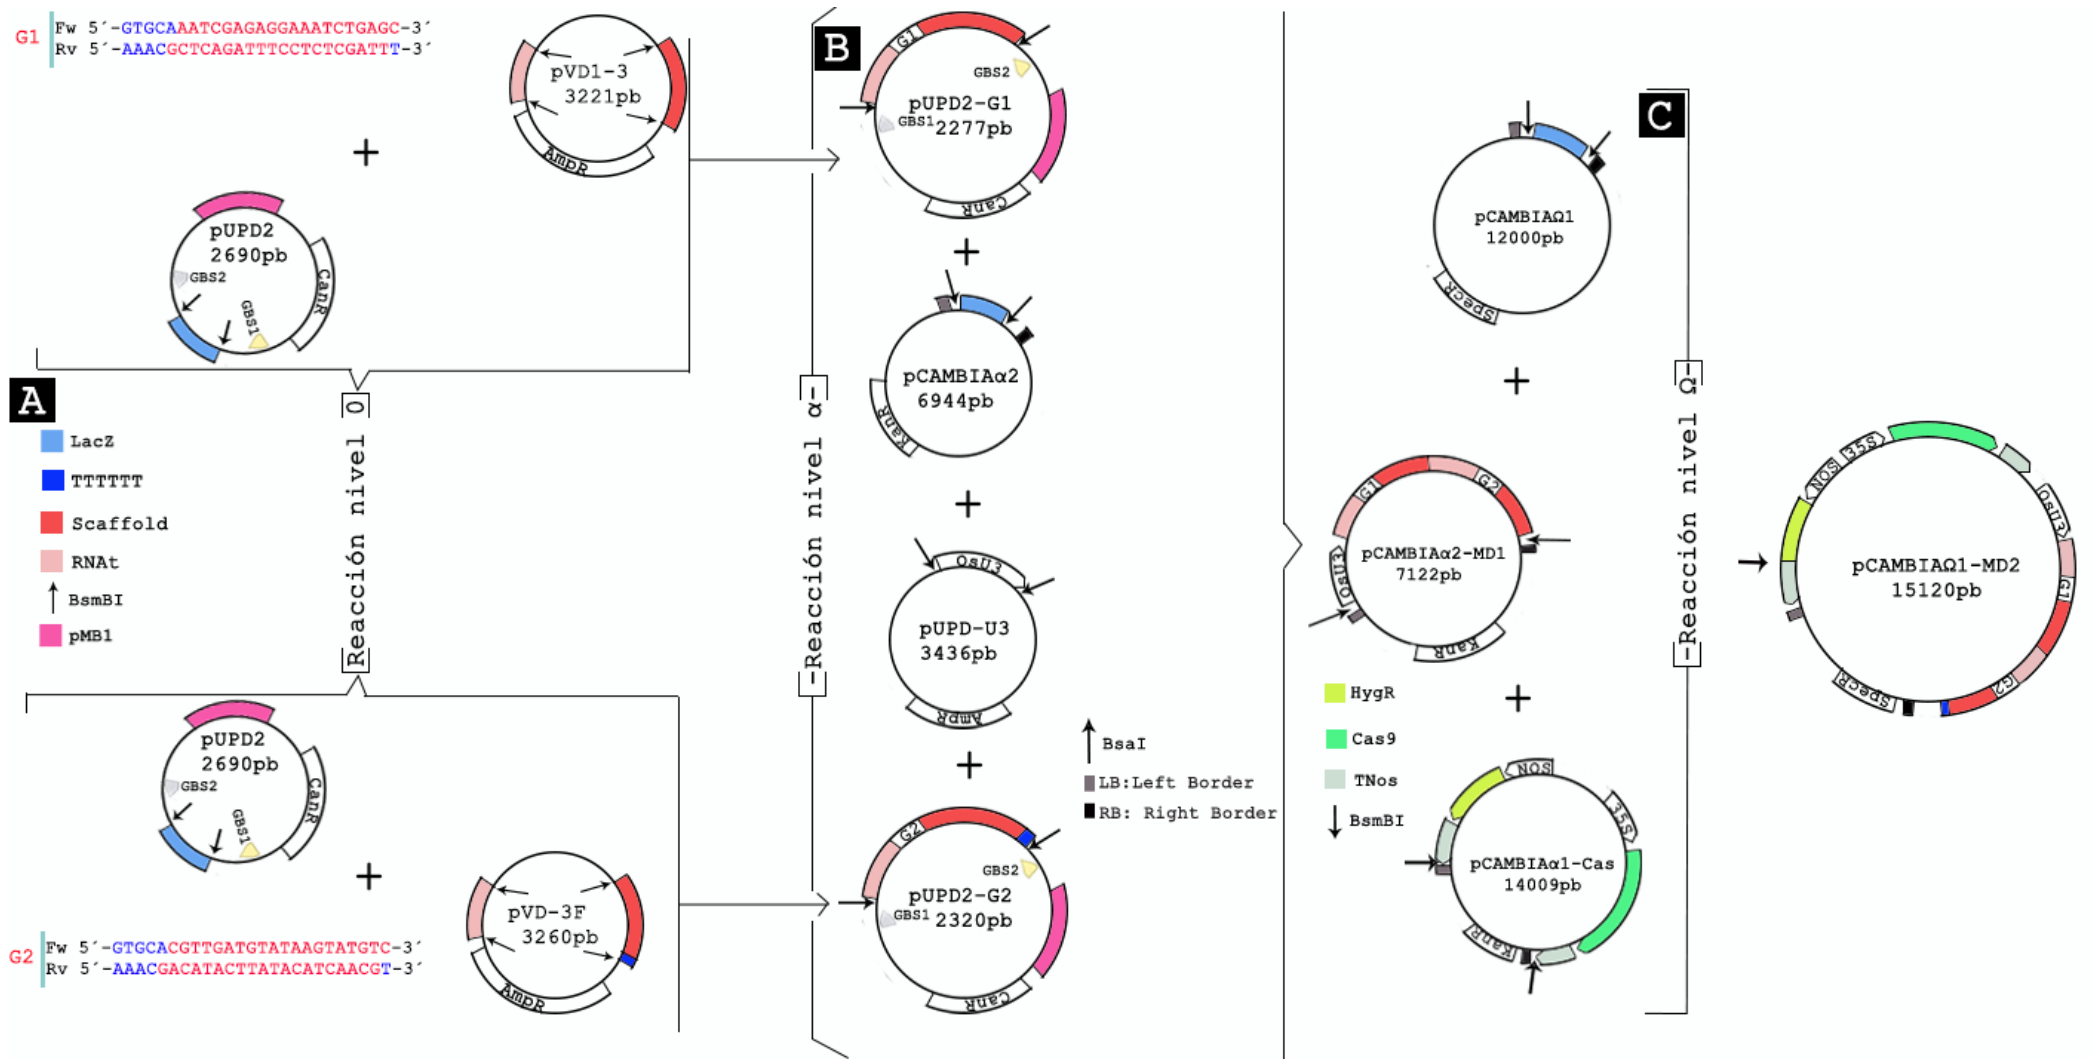 G1
Fw 5´-GTGCAAATCGAGAGGAAATCTGAGC-3´
Rv 5´-AAACGCTCAGATTTCCTCTCGATTT-3´
pVD1-3
3221pb
AmpR
+
pUPD2
2690pb
GBS2
GBS1
CanR
A
Reacción nivel 0
LacZ
TTTTTT
Scaffold
RNAt
BsmBI
pMB1
pUPD2
2690pb
GBS2
GBS1
CanR
+
pVD-3F
3260pb
AmpR
G2
Fw 5´-GTGCACGTTGATGTATAAGTATGTC-3´
Rv 5´-AAACGACATACTTATACATCAACGT-3´
B
G1
GBS2
pUPD2-G1
GBS1 2277pb
CanR
+
pCAMBIAα2
6944pb
KanR
+
OsU3
pUPD-U3
3436pb
AmpR
+
G2
GBS2
pUPD2-G2
GBS1 2320pb
CanR
-Reacción nivel α-
BsaI
LB:Left Border
RB: Right Border
C
pCAMBIAΩ1
12000pb
SpecR
+
G1
G2
OsU3
pCAMBIAα2-MD1
7122pb
KanR
+
HygR
Cas9
TNos
BsmBI
NOS
35S
pCAMBIAα1-Cas
14009pb
KanR
-Reacción nivel Ω-
NOS
35S
OsU3
G1
G2
pCAMBIAΩ1-MD2
15120pb
SpecR